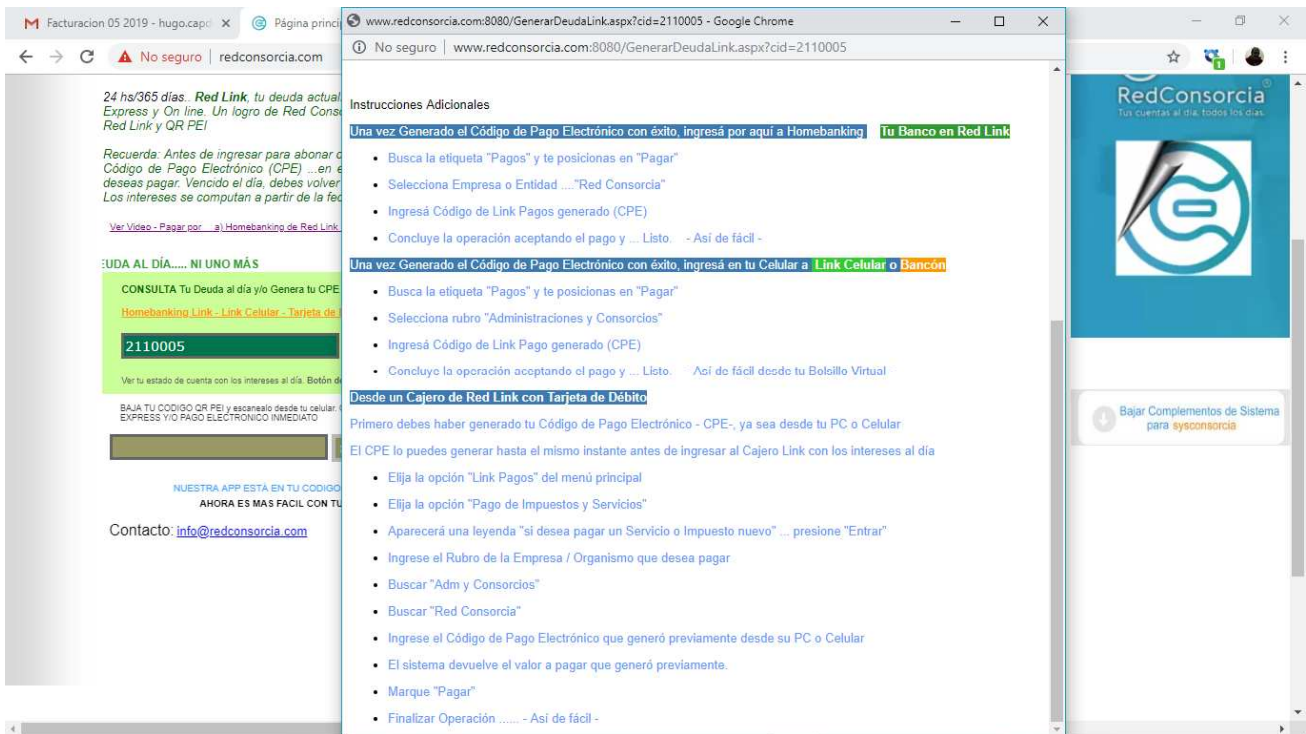 Facturacion 05 2019 - hugo.capc
Página princip
www.redconsorcia.com:8080/GenerarDeudaLink.aspx?cid=2110005 - Google Chrome
No seguro | www.redconsorcia.com:8080/GenerarDeudaLink.aspx?cid=2110005
No seguro | redconsorcia.com
24 hs/365 días.. Red Link, tu deuda actual
Express y On line. Un logro de Red Conso
Red Link y QR PEI
Recuerda: Antes de ingresar para abonar
Código de Pago Electrónico (CPE) ...en e
deseas pagar. Vencido el día, debes volver
Los intereses se computan a partir de la fec
Ver Video - Pagar por a) Homebanking de Red Link
EUDA AL DÍA..... NI UNO MÁS
CONSULTA Tu Deuda al día y/o Genera tu CPE
Homebanking Link - Link Celular - Tarjeta de
2110005
Ver tu estado de cuenta con los intereses al día. Botón de
BAJA TU CODIGO QR PEI y escanealo desde tu celular.
EXPRESS Y/O PAGO ELECTRONICO INMEDIATO
NUESTRA APP ESTÁ EN TU CODIGO
AHORA ES MAS FACIL CON TU
Contacto: info@redconsorcia.com
Instrucciones Adicionales
Una vez Generado el Código de Pago Electrónico con éxito, ingresá por aquí a Homebanking Tu Banco en Red Link
• Busca la etiqueta "Pagos" y te posicionas en "Pagar"
• Selecciona Empresa o Entidad ...."Red Consorcia"
• Ingresá Código de Link Pagos generado (CPE)
• Concluye la operación aceptando el pago y ... Listo. - Así de fácil -
Una vez Generado el Código de Pago Electrónico con éxito, ingresá en tu Celular a Link Celular o Bancón
• Busca la etiqueta "Pagos" y te posicionas en "Pagar"
• Selecciona rubro "Administraciones y Consorcios"
• Ingresá Código de Link Pago generado (CPE)
• Concluye la operación aceptando el pago y ... Listo. Así de fácil desde tu Bolsillo Virtual
Desde un Cajero de Red Link con Tarjeta de Débito
Primero debes haber generado tu Código de Pago Electrónico - CPE-, ya sea desde tu PC o Celular
El CPE lo puedes generar hasta el mismo instante antes de ingresar al Cajero Link con los intereses al día
• Elija la opción "Link Pagos" del menú principal
• Elija la opción "Pago de Impuestos y Servicios"
• Aparecerá una leyenda "si desea pagar un Servicio o Impuesto nuevo" ... presione "Entrar"
• Ingrese el Rubro de la Empresa / Organismo que desea pagar
• Buscar "Adm y Consorcios"
• Buscar "Red Consorcia"
• Ingrese el Código de Pago Electrónico que generó previamente desde su PC o Celular
• El sistema devuelve el valor a pagar que generó previamente.
• Marque "Pagar"
• Finalizar Operación ...... - Así de fácil -
RedConsorcia®
Tus cuentas al día, todos los días.
Bajar Complementos de Sistema
para sysconsorcia